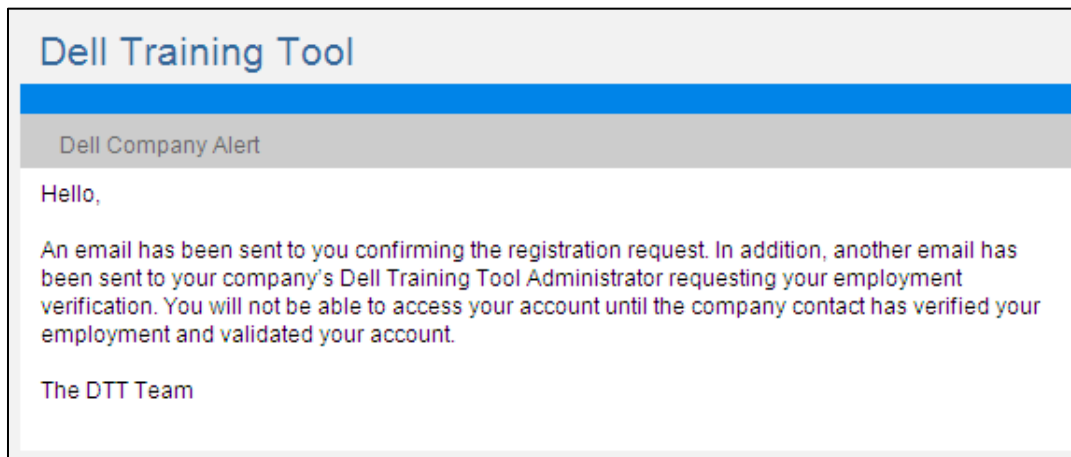 Dell Training Tool
Dell Company Alert
Hello,
An email has been sent to you confirming the registration request. In addition, another email has
been sent to your company's Dell Training Tool Administrator requesting your employment
verification. You will not be able to access your account until the company contact has verified your
employment and validated your account.
The DTT Team